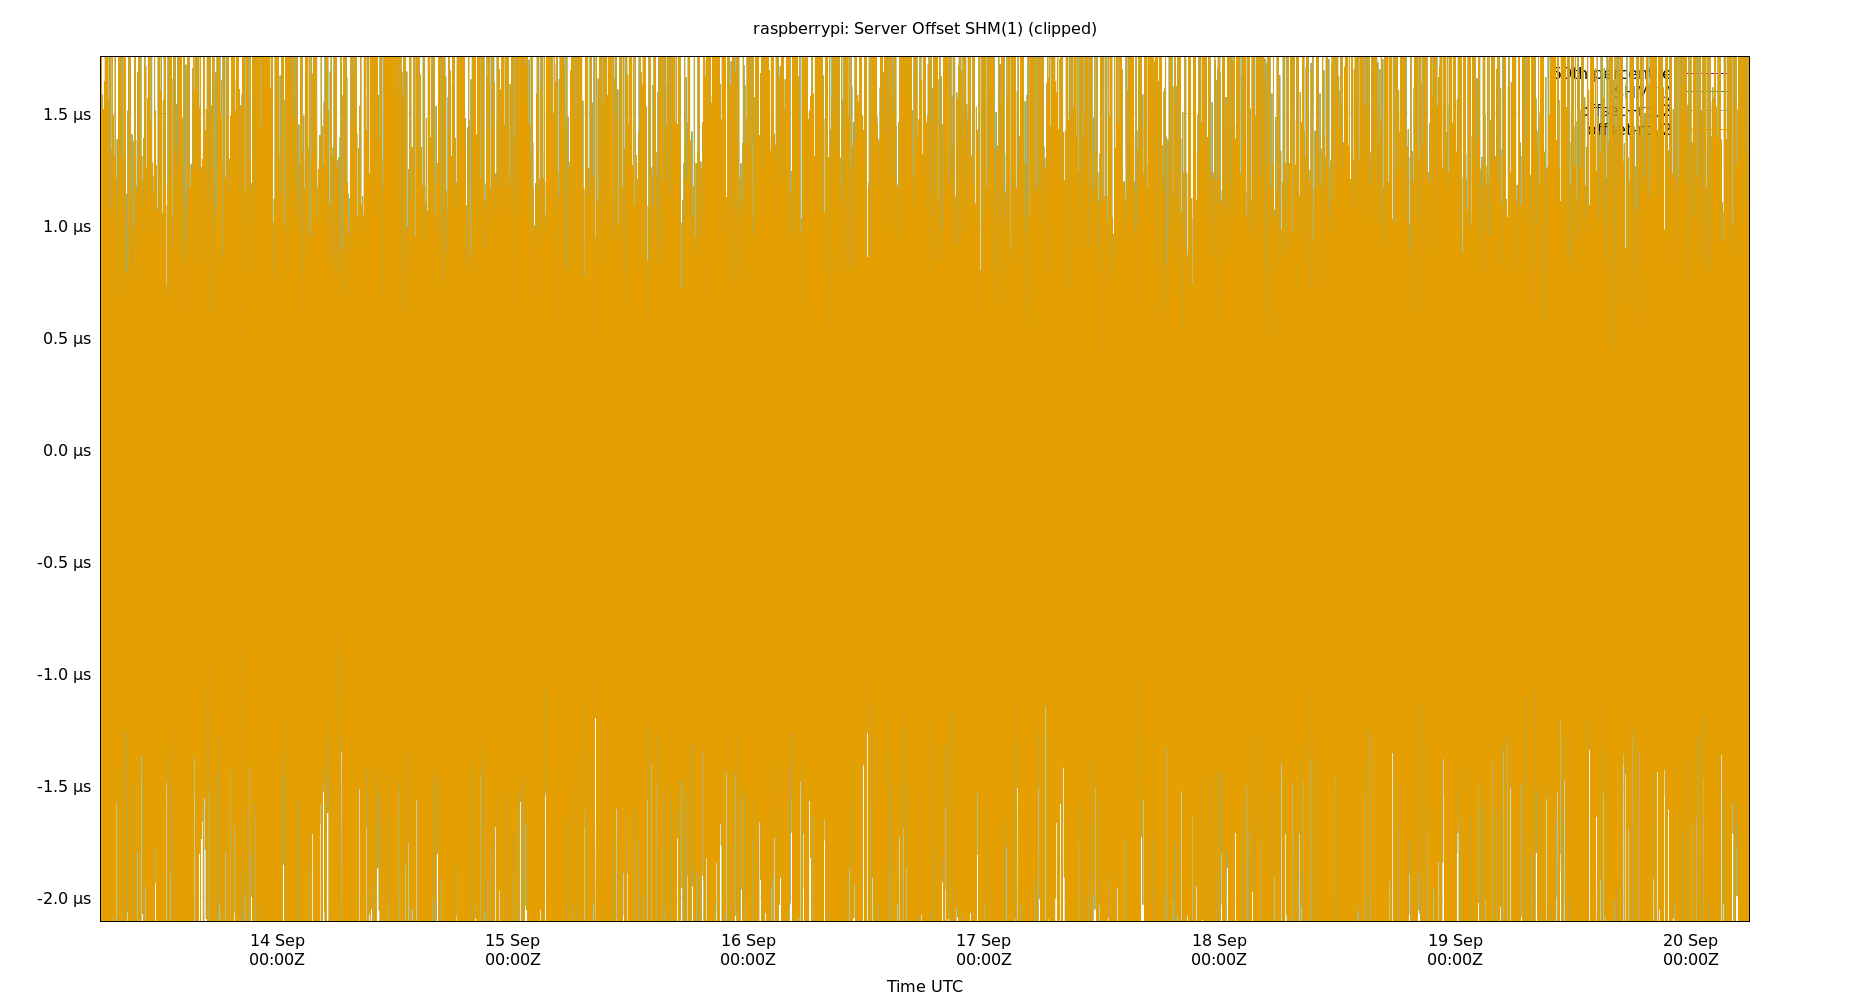 raspberrypi: Server Offset SHM(1) (clipped)
1.5 µs
1.0 µs
0.5 µs
0.0 µs
-0.5 µs
-1.0 µs
-1.5 µs
-2.0 µs
14 Sep 15 Sep 16 Sep 17 Sep 18 Sep 19 Sep 20 Sep
00:00Z 00:00Z 00:00Z 00:00Z 00:00Z 00:00Z 00:00Z
Time UTC